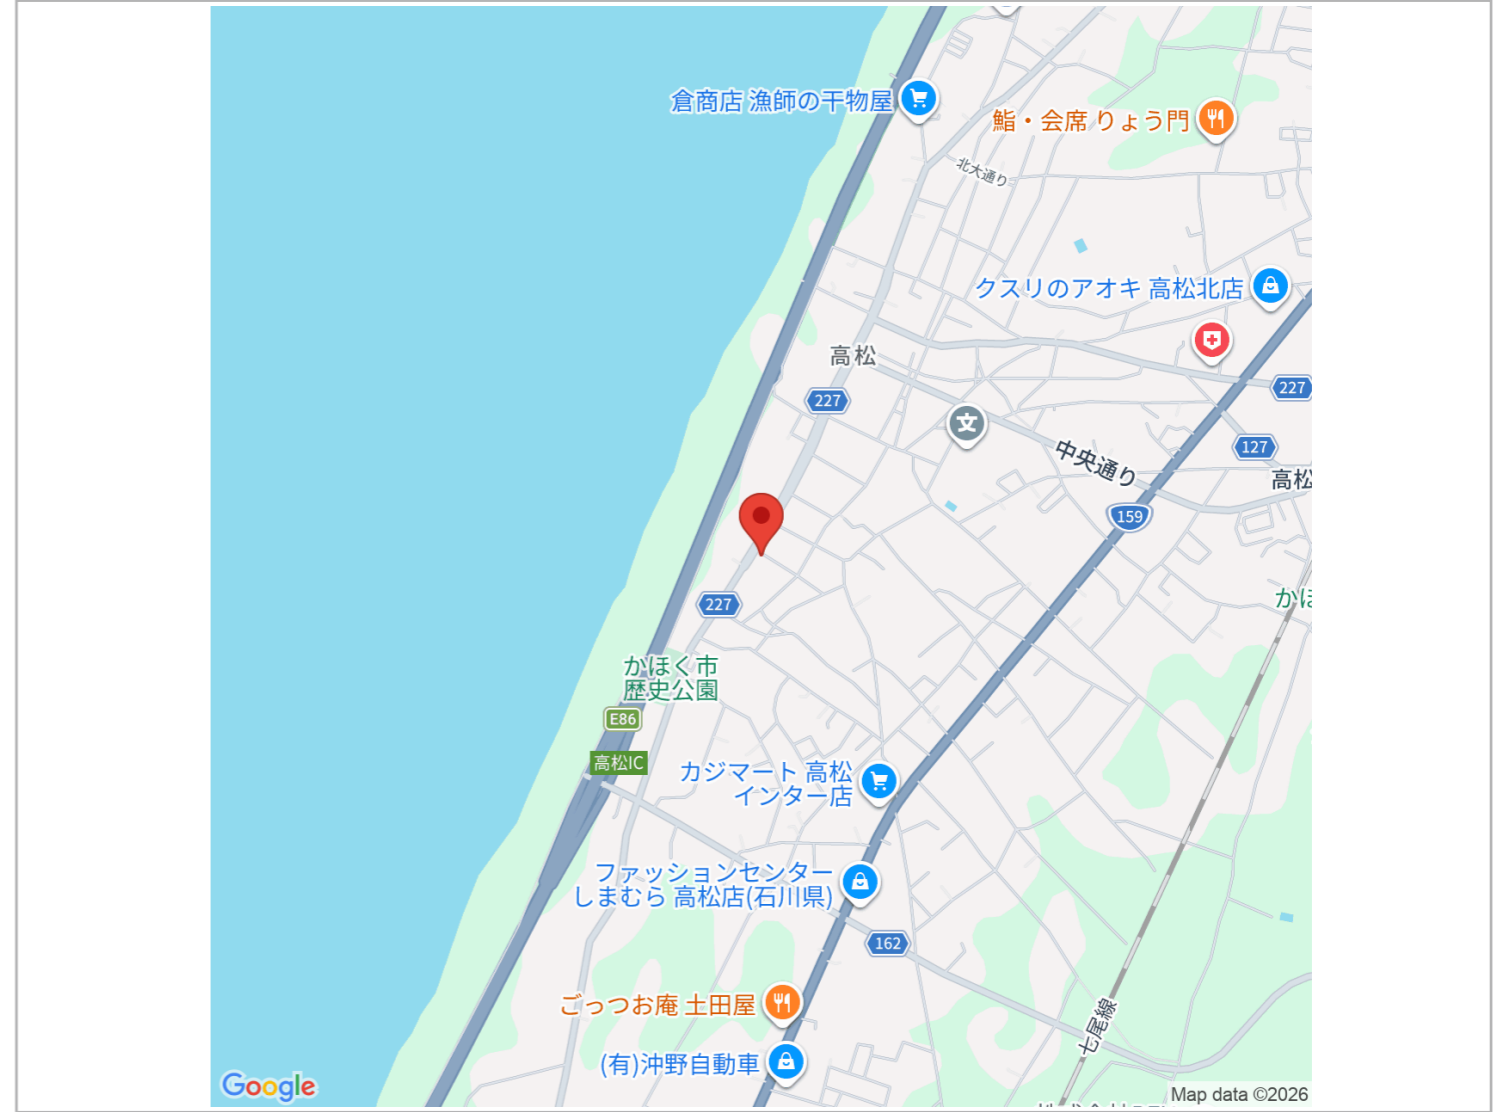 倉商店 漁師の干物屋
鮨・会席 りょう門
北大通り
クスリのアオキ 高松北店
高松
227
227
文
127
中央通り
高松
159
227
かほく市
歴史公園
E86
高松IC
カジマート 高松
インター店
ファッションセンター
しまむら 高松店(石川県)
162
ごっつお庵 土田屋
七尾線
(有)沖野自動車
Google
Map data ©2026